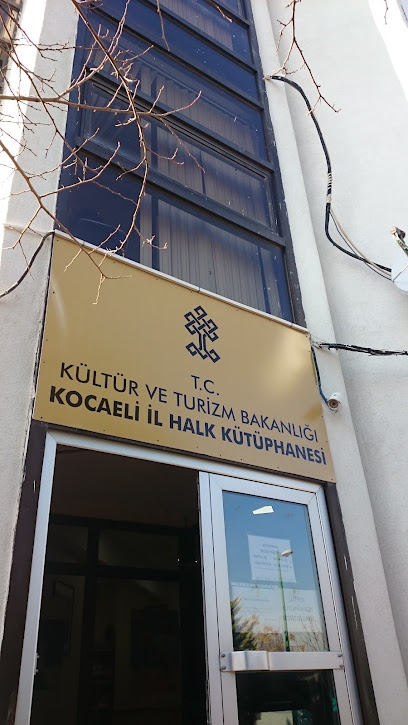 T.C.
KÜLTÜR VE TURİZM BAKANLIĞI
KOCAELİ İL HALK KÜTÜPHANESİ